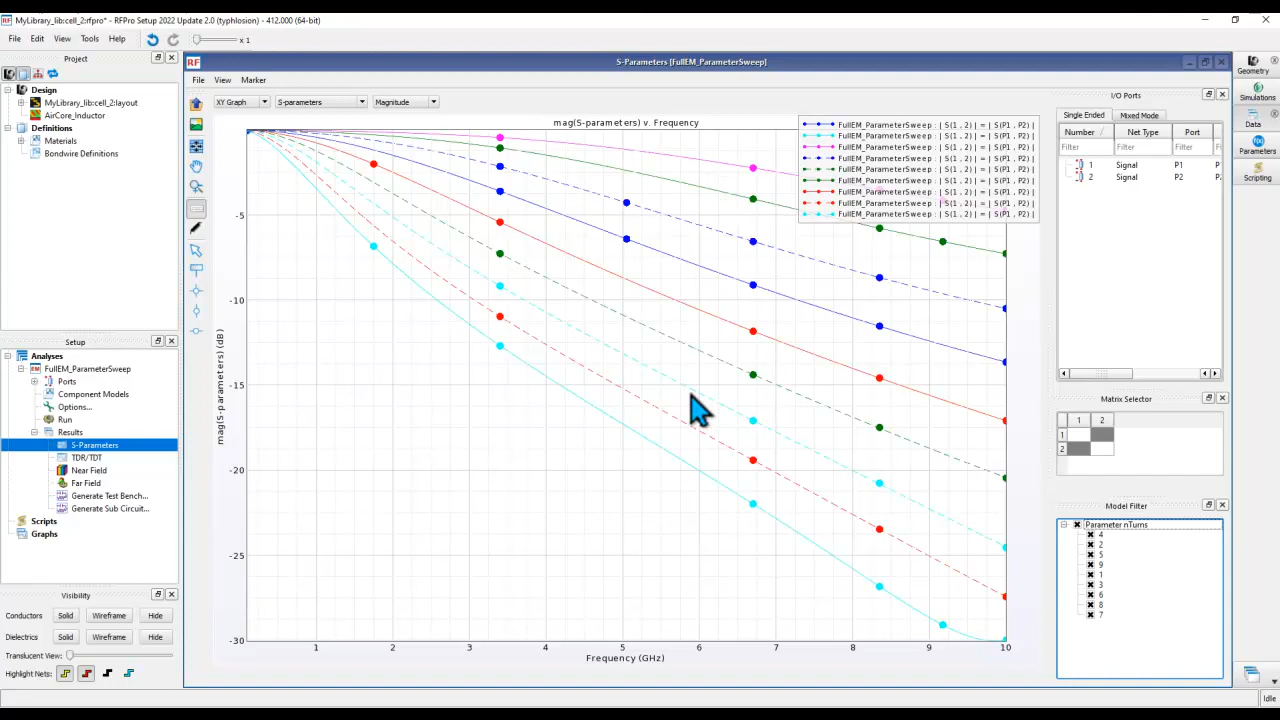 RF MyLibrary_lib:cell_2:rfpro* - RFPro Setup 2022 Update 2.0 (typhlosion) - 412.000 (64-bit)
File Edit View Tools Help x 1
Project
Design
MyLibrary_lib:cell_2:layout
AirCore_Inductor
Definitions
Materials
Bondwire Definitions
Setup
Analyses
FullEM_ParameterSweep
Ports
Component Models
Options...
Run
Results
S-Parameters
TDR/TDT
Near Field
Far Field
Generate Test Bench...
Generate Sub Circuit...
Scripts
Graphs
Visibility
Conductors Solid Wireframe Hide
Dielectrics Solid Wireframe Hide
Translucent View:
Highlight Nets:
RF S-Parameters [FullEM_ParameterSweep]
File View Marker
XY Graph S-parameters Magnitude
mag(S-parameters) v. Frequency
FullEM_ParameterSweep : | S(1 , 2) | = | S(P1 , P2) |
FullEM_ParameterSweep : | S(1 , 2) | = | S(P1 , P2) |
FullEM_ParameterSweep : | S(1 , 2) | = | S(P1 , P2) |
FullEM_ParameterSweep : | S(1 , 2) | = | S(P1 , P2) |
FullEM_ParameterSweep : | S(1 , 2) | = | S(P1 , P2) |
FullEM_ParameterSweep : | S(1 , 2) | = | S(P1 , P2) |
FullEM_ParameterSweep : | S(1 , 2) | = | S(P1 , P2) |
FullEM_ParameterSweep : | S(1 , 2) | = | S(P1 , P2) |
FullEM_ParameterSweep : | S(1 , 2) | = | S(P1 , P2) |
mag(S-parameters) (dB)
-5
-10
-15
-20
-25
-30
1 2 3 4 5 6 7 8 9 10
Frequency (GHz)
I/O Ports
Single Ended Mixed Mode
Number Net Type Port
Filter Filter Filter
1 Signal P1
2 Signal P2
Matrix Selector
1 2
1
2
Model Filter
Parameter nTurns
4
2
5
9
1
3
6
8
7
Geometry
Simulations
Data
Parameters
Scripting
Idle